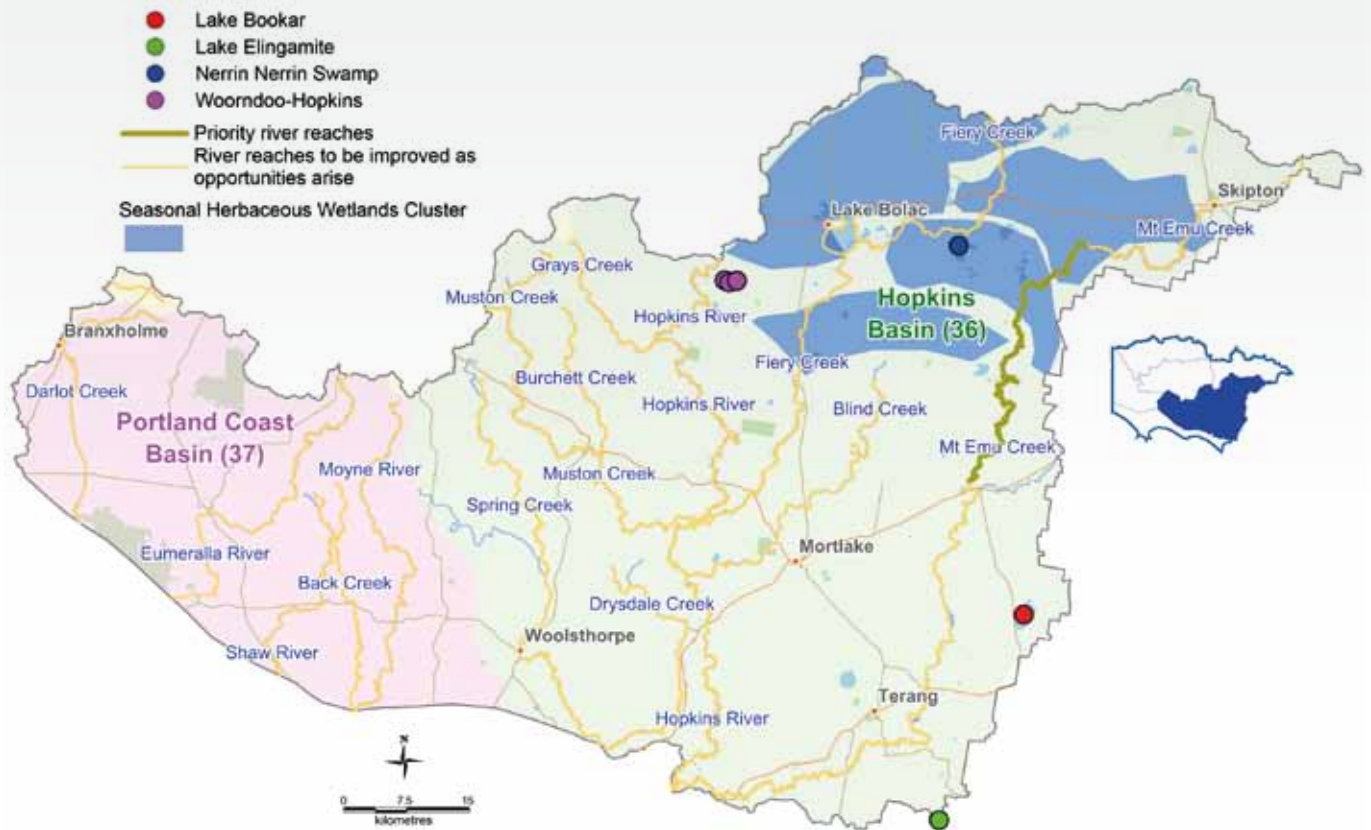 Lake Bookar
Lake Elingamite
Nerrin Nerrin Swamp
Woorndoo-Hopkins
Priority river reaches
River reaches to be improved as
opportunities arise
Seasonal Herbaceous Wetlands Cluster
Fiery Creek
Skipton
Lake Bolac
Mt Emu Creek
Grays Creek
Muston Creek
Hopkins River
Hopkins
Basin (36)
Branxholme
Fiery Creek
Burchett Creek
Darlot Creek
Hopkins River
Blind Creek
Portland Coast
Basin (37)
Mt Emu Creek
Moyne River
Muston Creek
Spring Creek
Mortlake
Eumeralla River
Back Creek
Drysdale Creek
Woolsthorpe
Shaw River
Terang
Hopkins River
N
0 7.5 15
kilometres